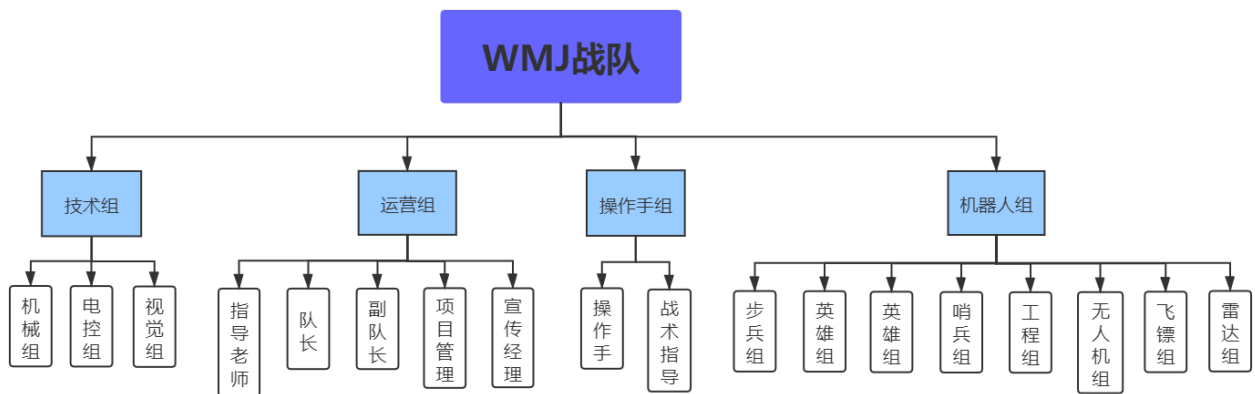 WMJ战队
技术组
运营组
操作手组
机器人组
机械组
电控组
视觉组
指导老师
队长
副队长
项目管理
宣传经理
操作手
战术指导
步兵组
英雄组
英雄组
哨兵组
工程组
无人机组
飞镖组
雷达组